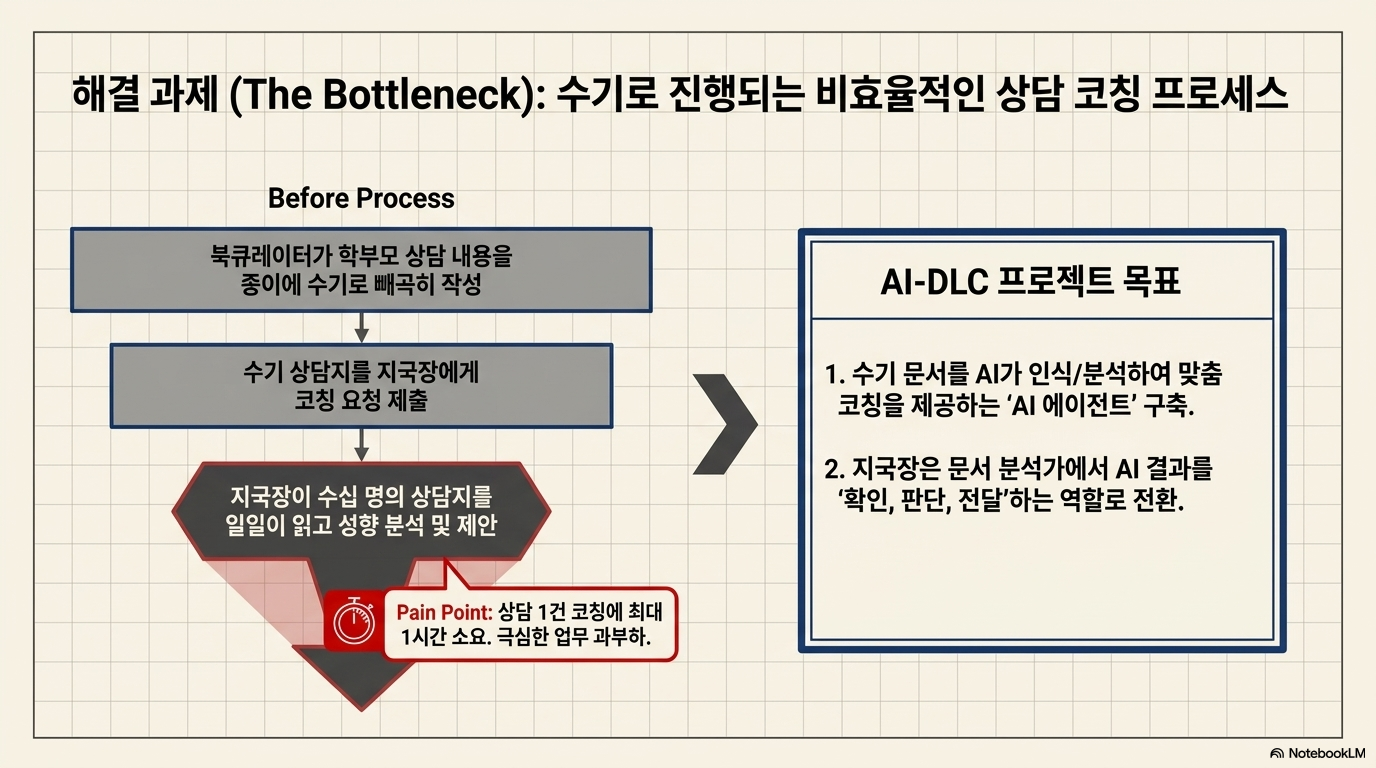 해결 과제 (The Bottleneck): 수기로 진행되는 비효율적인 상담 코칭 프로세스
Before Process
북큐레이터가 학부모 상담 내용을
종이에 수기로 빼곡히 작성
수기 상담지를 지국장에게
코칭 요청 제출
지국장이 수십 명의 상담지를
일일이 읽고 성향 분석 및 제안
Pain Point: 상담 1건 코칭에 최대
1시간 소요. 극심한 업무 과부하.
AI-DLC 프로젝트 목표
1. 수기 문서를 AI가 인식/분석하여 맞춤
코칭을 제공하는 ‘AI 에이전트’ 구축.
2. 지국장은 문서 분석가에서 AI 결과를
‘확인, 판단, 전달’하는 역할로 전환.
NotebookLM